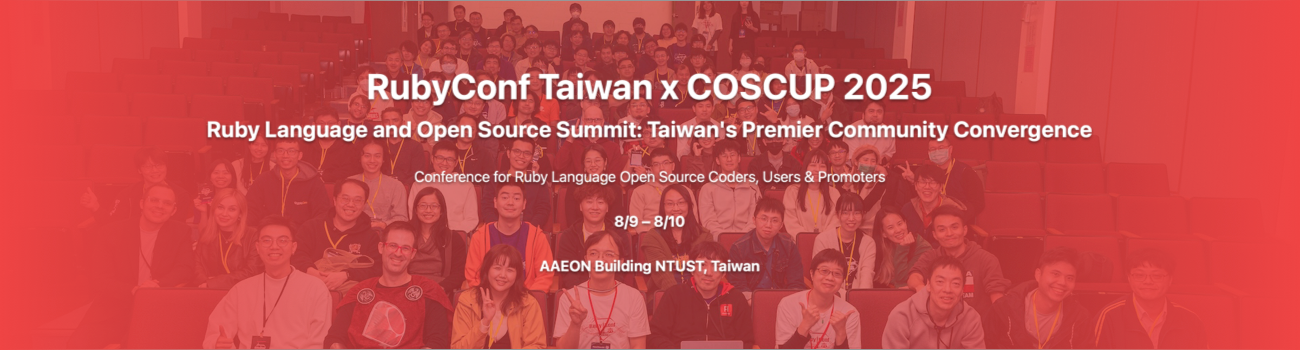 RubyConf Taiwan x COSCUP 2025
Ruby Language and Open Source Summit: Taiwan's Premier Community Convergence
Conference for Ruby Language Open Source Coders, Users & Promoters
8/9 – 8/10
AAEON Building NTUST, Taiwan